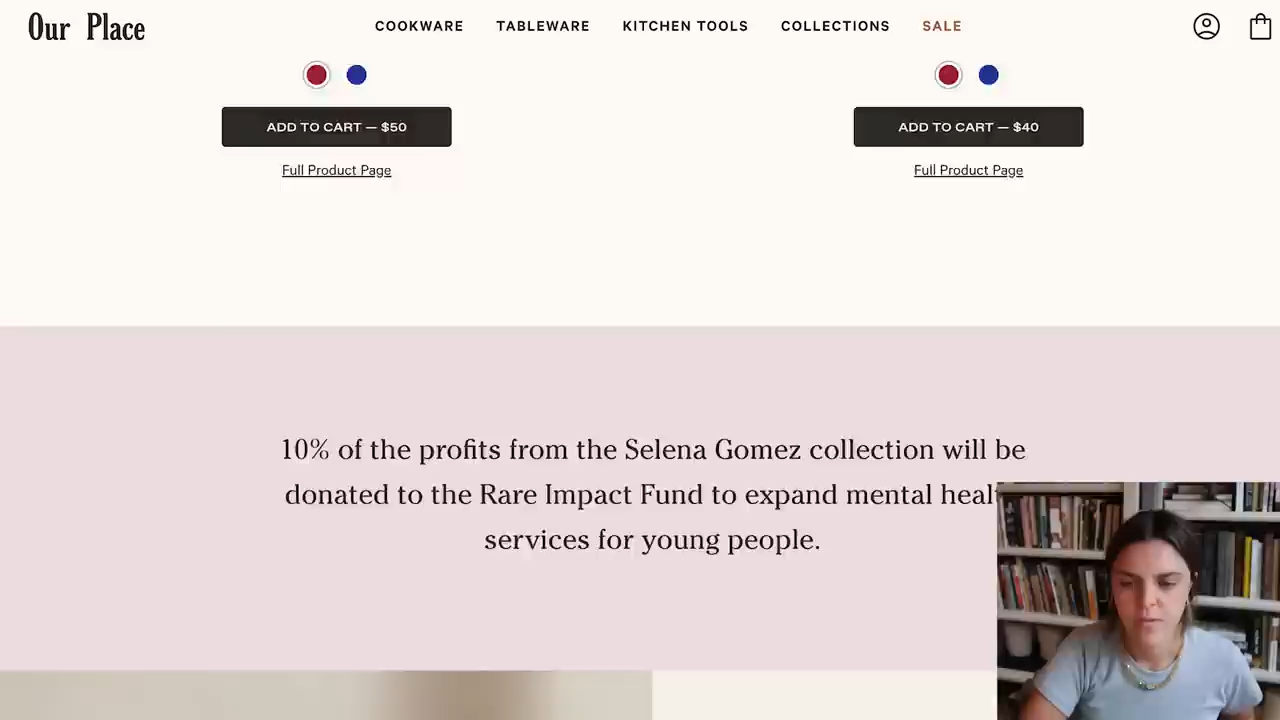 Our Place
COOKWARE TABLEWARE KITCHEN TOOLS COLLECTIONS SALE
ADD TO CART — $50
ADD TO CART — $40
Full Product Page
Full Product Page
10% of the profits from the Selena Gomez collection will be
donated to the Rare Impact Fund to expand mental healt
services for young people.